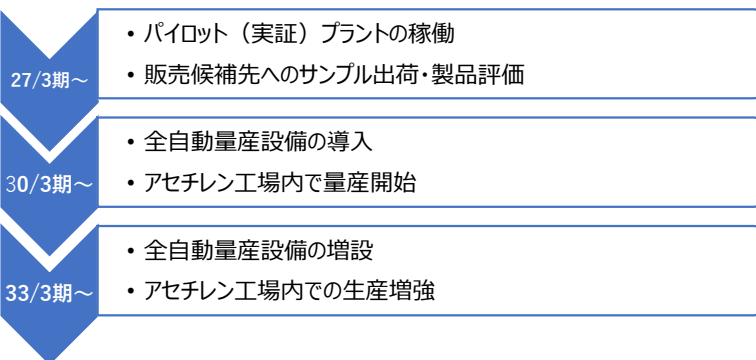 27/3期～
• パイロット（実証）プラントの稼働
• 販売候補先へのサンプル出荷・製品評価
30/3期～
• 全自動量産設備の導入
• アセチレン工場内で量産開始
33/3期～
• 全自動量産設備の増設
• アセチレン工場内での生産増強